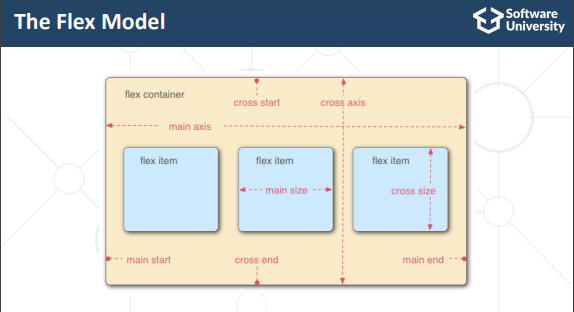 The Flex Model
Software
University
flex container
cross start
cross axis
main axis
flex item
flex item
flex item
main size
cross size
main start
cross end
main end